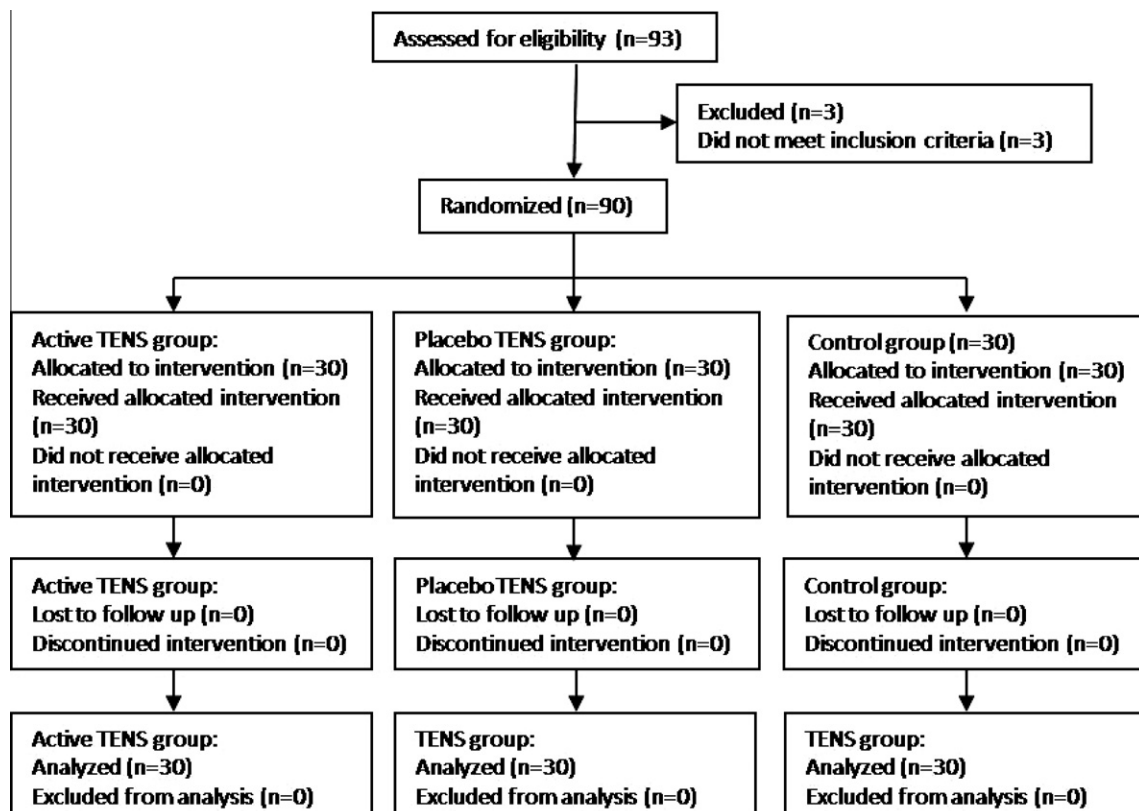 Assessed for eligibility (n=93)
Excluded (n=3)
Did not meet inclusion criteria (n=3)
Randomized (n=90)
Active TENS group:
Allocated to intervention (n=30)
Received allocated intervention
(n=30)
Did not receive allocated
intervention (n=0)
Placebo TENS group:
Allocated to intervention (n=30)
Received allocated intervention
(n=30)
Did not receive allocated
intervention (n=0)
Control group (n=30)
Allocated to intervention (n=30)
Received allocated intervention
(n=30)
Did not receive allocated
intervention (n=0)
Active TENS group:
Lost to follow up (n=0)
Discontinued intervention (n=0)
Placebo TENS group:
Lost to follow up (n=0)
Discontinued intervention (n=0)
Control group:
Lost to follow up (n=0)
Discontinued intervention (n=0)
Active TENS group:
Analyzed (n=30)
Excluded from analysis (n=0)
TENS group:
Analyzed (n=30)
Excluded from analysis (n=0)
TENS group:
Analyzed (n=30)
Excluded from analysis (n=0)